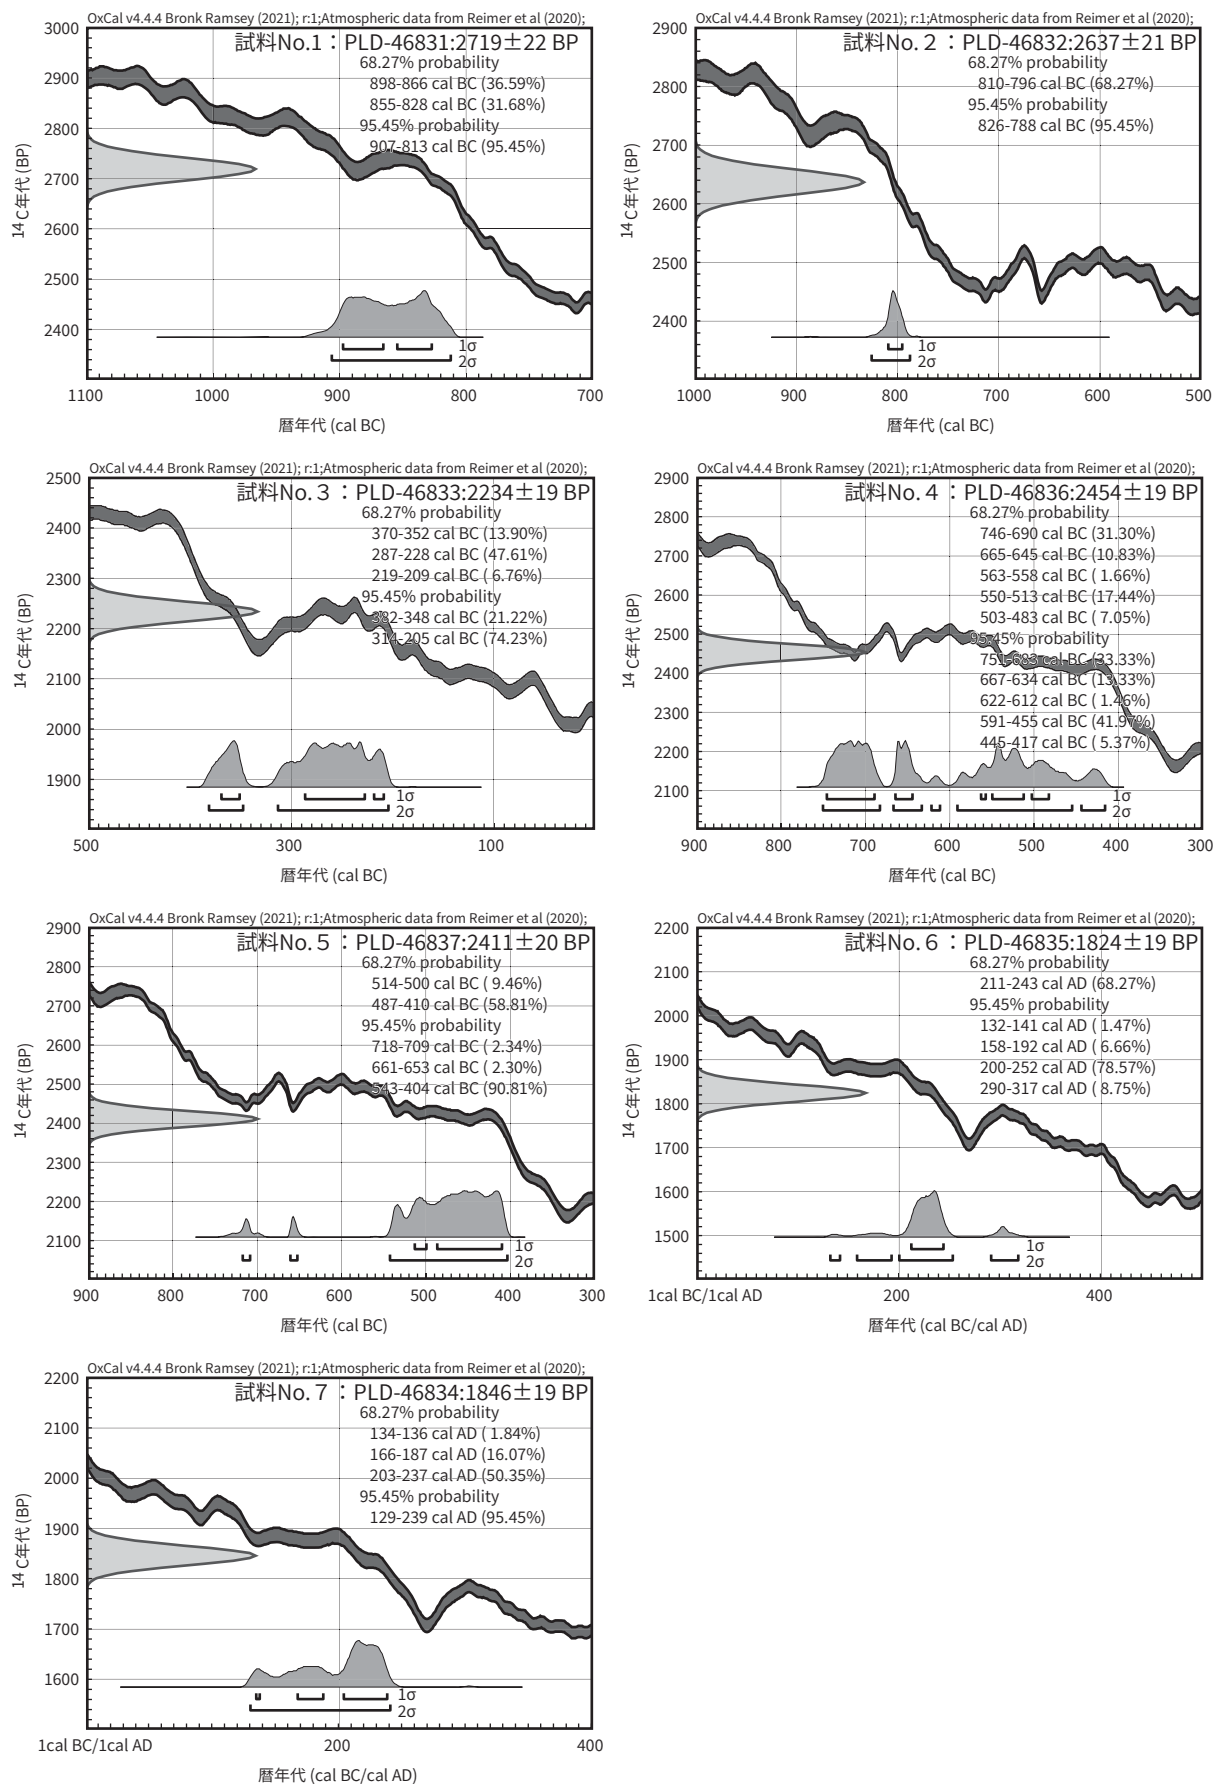 OxCal v4.4.4 Bronk Ramsey (2021); r:1;Atmospheric data from Reimer et al (2020);
試料No.1：PLD-46831:2719±22 BP
68.27% probability
898-866 cal BC (36.59%)
855-828 cal BC (31.68%)
95.45% probability
907-813 cal BC (95.45%)
3000
2900
2800
2700
2600
2500
2400
14C年代 (BP)
1σ
2σ
1100 1000 900 800 700
暦年代 (cal BC)
OxCal v4.4.4 Bronk Ramsey (2021); r:1;Atmospheric data from Reimer et al (2020);
試料No.２：PLD-46832:2637±21 BP
68.27% probability
810-796 cal BC (68.27%)
95.45% probability
826-788 cal BC (95.45%)
2900
2800
2700
2600
2500
2400
14C年代 (BP)
1σ
2σ
1000 900 800 700 600 500
暦年代 (cal BC)
OxCal v4.4.4 Bronk Ramsey (2021); r:1;Atmospheric data from Reimer et al (2020);
試料No.３：PLD-46833:2234±19 BP
68.27% probability
370-352 cal BC (13.90%)
287-228 cal BC (47.61%)
219-209 cal BC ( 6.76%)
95.45% probability
382-348 cal BC (21.22%)
314-205 cal BC (74.23%)
2500
2400
2300
2200
2100
2000
1900
14C年代 (BP)
1σ
2σ
500 300 100
暦年代 (cal BC)
OxCal v4.4.4 Bronk Ramsey (2021); r:1;Atmospheric data from Reimer et al (2020);
試料No.４：PLD-46836:2454±19 BP
68.27% probability
746-690 cal BC (31.30%)
665-645 cal BC (10.83%)
563-558 cal BC ( 1.66%)
550-513 cal BC (17.44%)
503-483 cal BC ( 7.05%)
95.45% probability
751-683 cal BC (33.33%)
667-634 cal BC (13.33%)
622-612 cal BC ( 1.46%)
591-455 cal BC (41.97%)
445-417 cal BC ( 5.37%)
2900
2800
2700
2600
2500
2400
2300
2200
2100
14C年代 (BP)
1σ
2σ
900 800 700 600 500 400 300
暦年代 (cal BC)
OxCal v4.4.4 Bronk Ramsey (2021); r:1;Atmospheric data from Reimer et al (2020);
試料No.５：PLD-46837:2411±20 BP
68.27% probability
514-500 cal BC ( 9.46%)
487-410 cal BC (58.81%)
95.45% probability
718-709 cal BC ( 2.34%)
661-653 cal BC ( 2.30%)
543-404 cal BC (90.81%)
2900
2800
2700
2600
2500
2400
2300
2200
2100
14C年代 (BP)
1σ
2σ
900 800 700 600 500 400 300
暦年代 (cal BC)
OxCal v4.4.4 Bronk Ramsey (2021); r:1;Atmospheric data from Reimer et al (2020);
試料No.６：PLD-46835:1824±19 BP
68.27% probability
211-243 cal AD (68.27%)
95.45% probability
132-141 cal AD ( 1.47%)
158-192 cal AD ( 6.66%)
200-252 cal AD (78.57%)
290-317 cal AD ( 8.75%)
2200
2100
2000
1900
1800
1700
1600
1500
14C年代 (BP)
1σ
2σ
1cal BC/1cal AD 200 400
暦年代 (cal BC/cal AD)
OxCal v4.4.4 Bronk Ramsey (2021); r:1;Atmospheric data from Reimer et al (2020);
試料No.７：PLD-46834:1846±19 BP
68.27% probability
134-136 cal AD ( 1.84%)
166-187 cal AD (16.07%)
203-237 cal AD (50.35%)
95.45% probability
129-239 cal AD (95.45%)
2200
2100
2000
1900
1800
1700
1600
14C年代 (BP)
1σ
2σ
1cal BC/1cal AD 200 400
暦年代 (cal BC/cal AD)